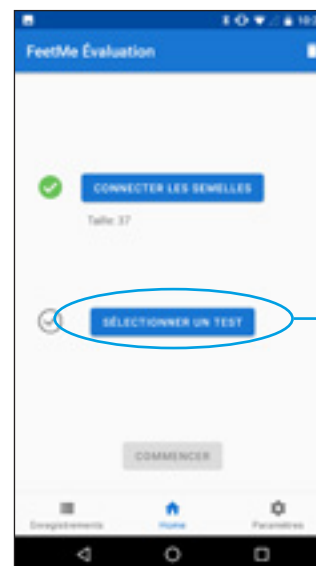 FeetMe Évaluation
CONNECTER LES SEMELLES
Taille: 37
SÉLECTIONNER UN TEST
COMMENCER
Enregistrements
Home
Paramètres